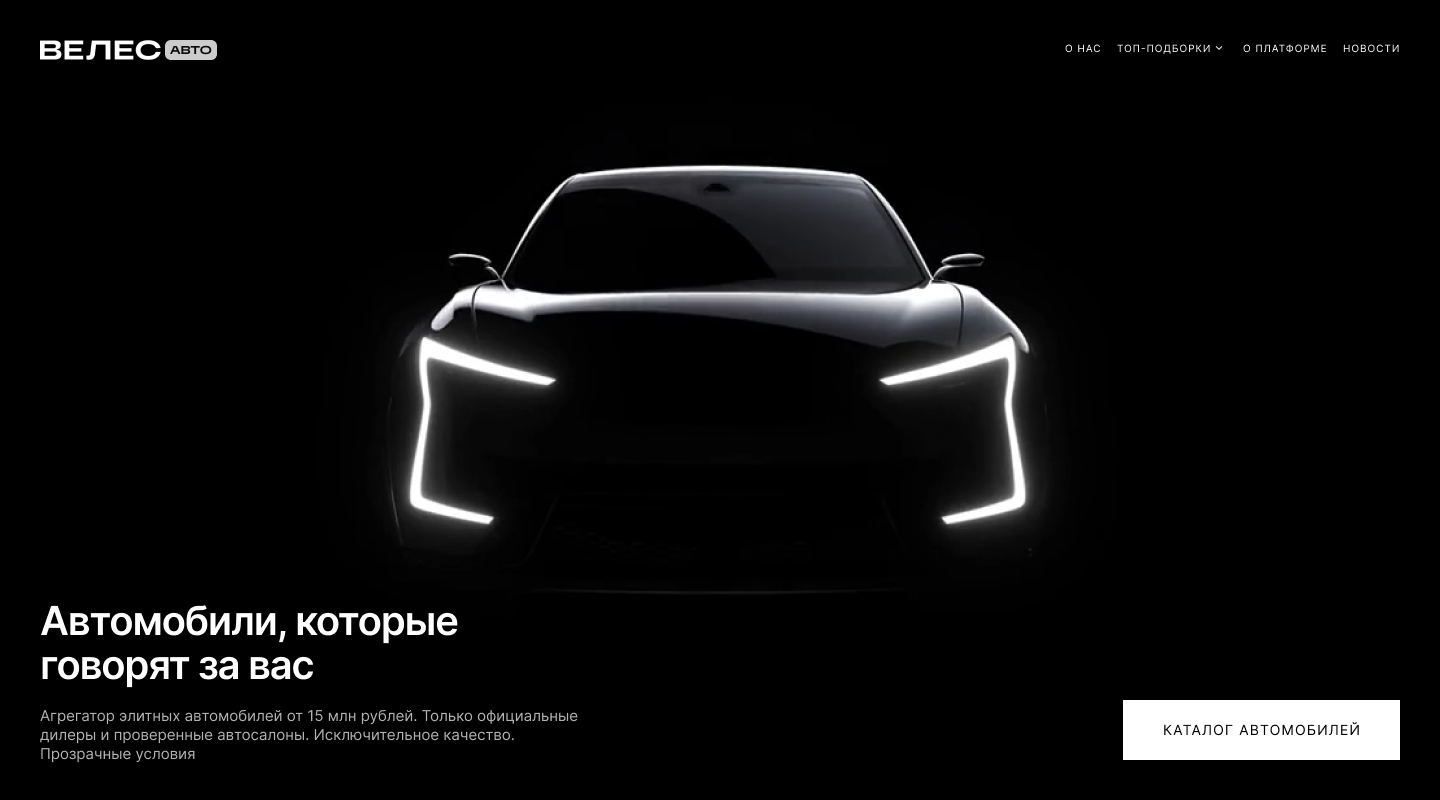 ВЕЛЕС АВТО
О НАС ТОП-ПОДБОРКИ О ПЛАТФОРМЕ НОВОСТИ
Автомобили, которые
говорят за вас
Агрегатор элитных автомобилей от 15 млн рублей. Только официальные
дилеры и проверенные автосалоны. Исключительное качество.
Прозрачные условия
КАТАЛОГ АВТОМОБИЛЕЙ